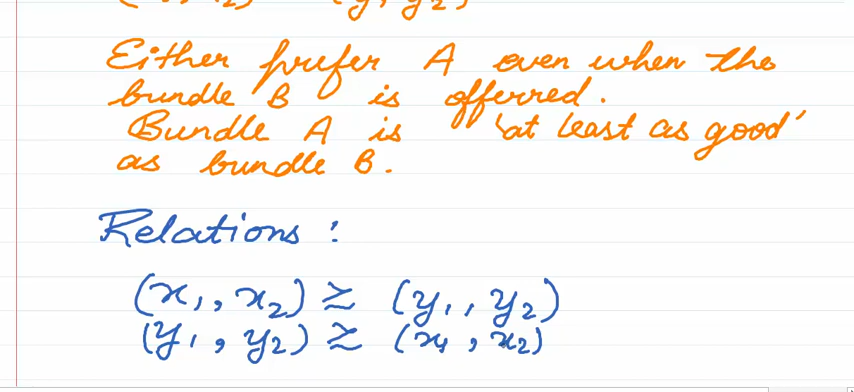 Either prefer A even when the
bundle B is offerred.
Bundle A is 'at least as good'
as bundle B.
Relations :
(x₁, x₂) ≿ (y₁, y₂)
(y₁, y₂) ≿ (x₁, x₂)